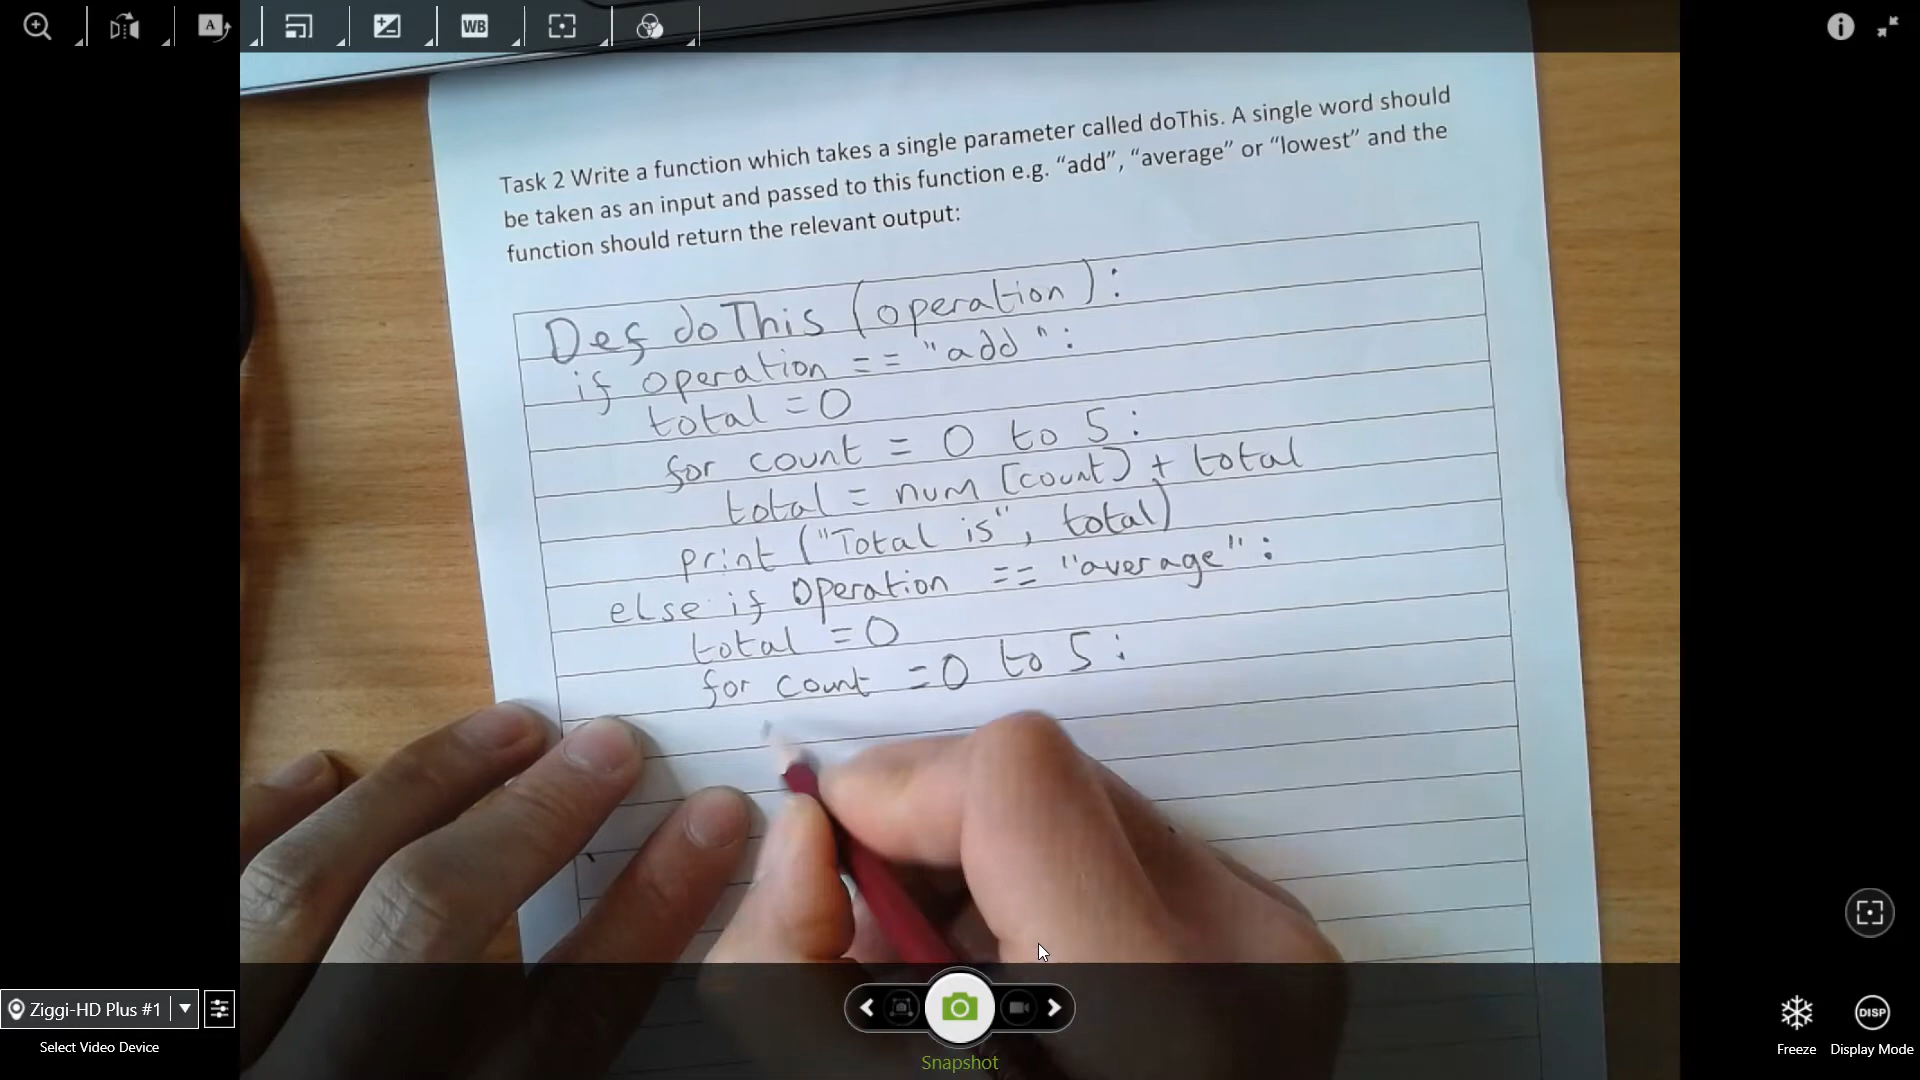 A
WB
i
Task 2 Write a function which takes a single parameter called doThis. A single word should
be taken as an input and passed to this function e.g. “add”, “average” or “lowest” and the
function should return the relevant output:
Def doThis (operation):
if operation == "add":
total = 0
for count = 0 to 5:
total = num [count] + total
print ("Total is", total)
else if operation == "average":
total = 0
for count = 0 to 5:
Ziggi-HD Plus #1
Select Video Device
Snapshot
Freeze
DISP
Display Mode